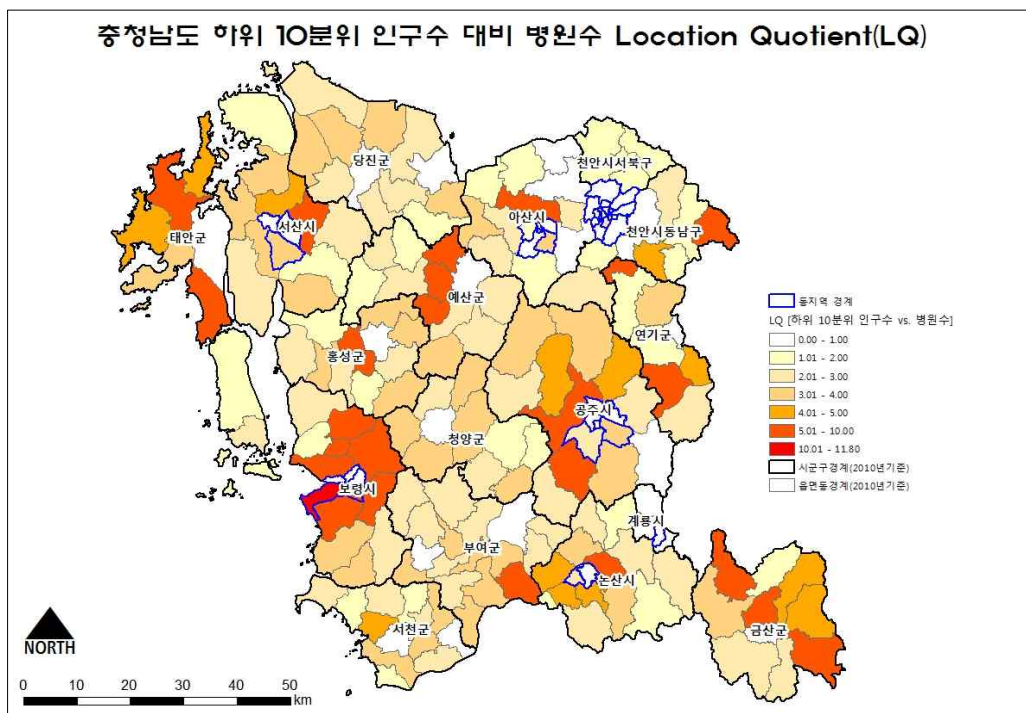 충청남도 하위 10분위 인구수 대비 병원수 Location Quotient(LQ)
당진군
천안시서북구
서산시
아산시
태안군
천안시동남구
예산군
연기군
홍성군
공주시
청양군
보령시
계룡시
부여군
논산시
서천군
금산군
동지역 경계
LQ [하위 10분위 인구수 vs. 병원수]
0.00 - 1.00
1.01 - 2.00
2.01 - 3.00
3.01 - 4.00
4.01 - 5.00
5.01 - 10.00
10.01 - 11.80
시군구경계(2010년기준)
읍면동경계(2010년기준)
NORTH
0 10 20 30 40 50
km